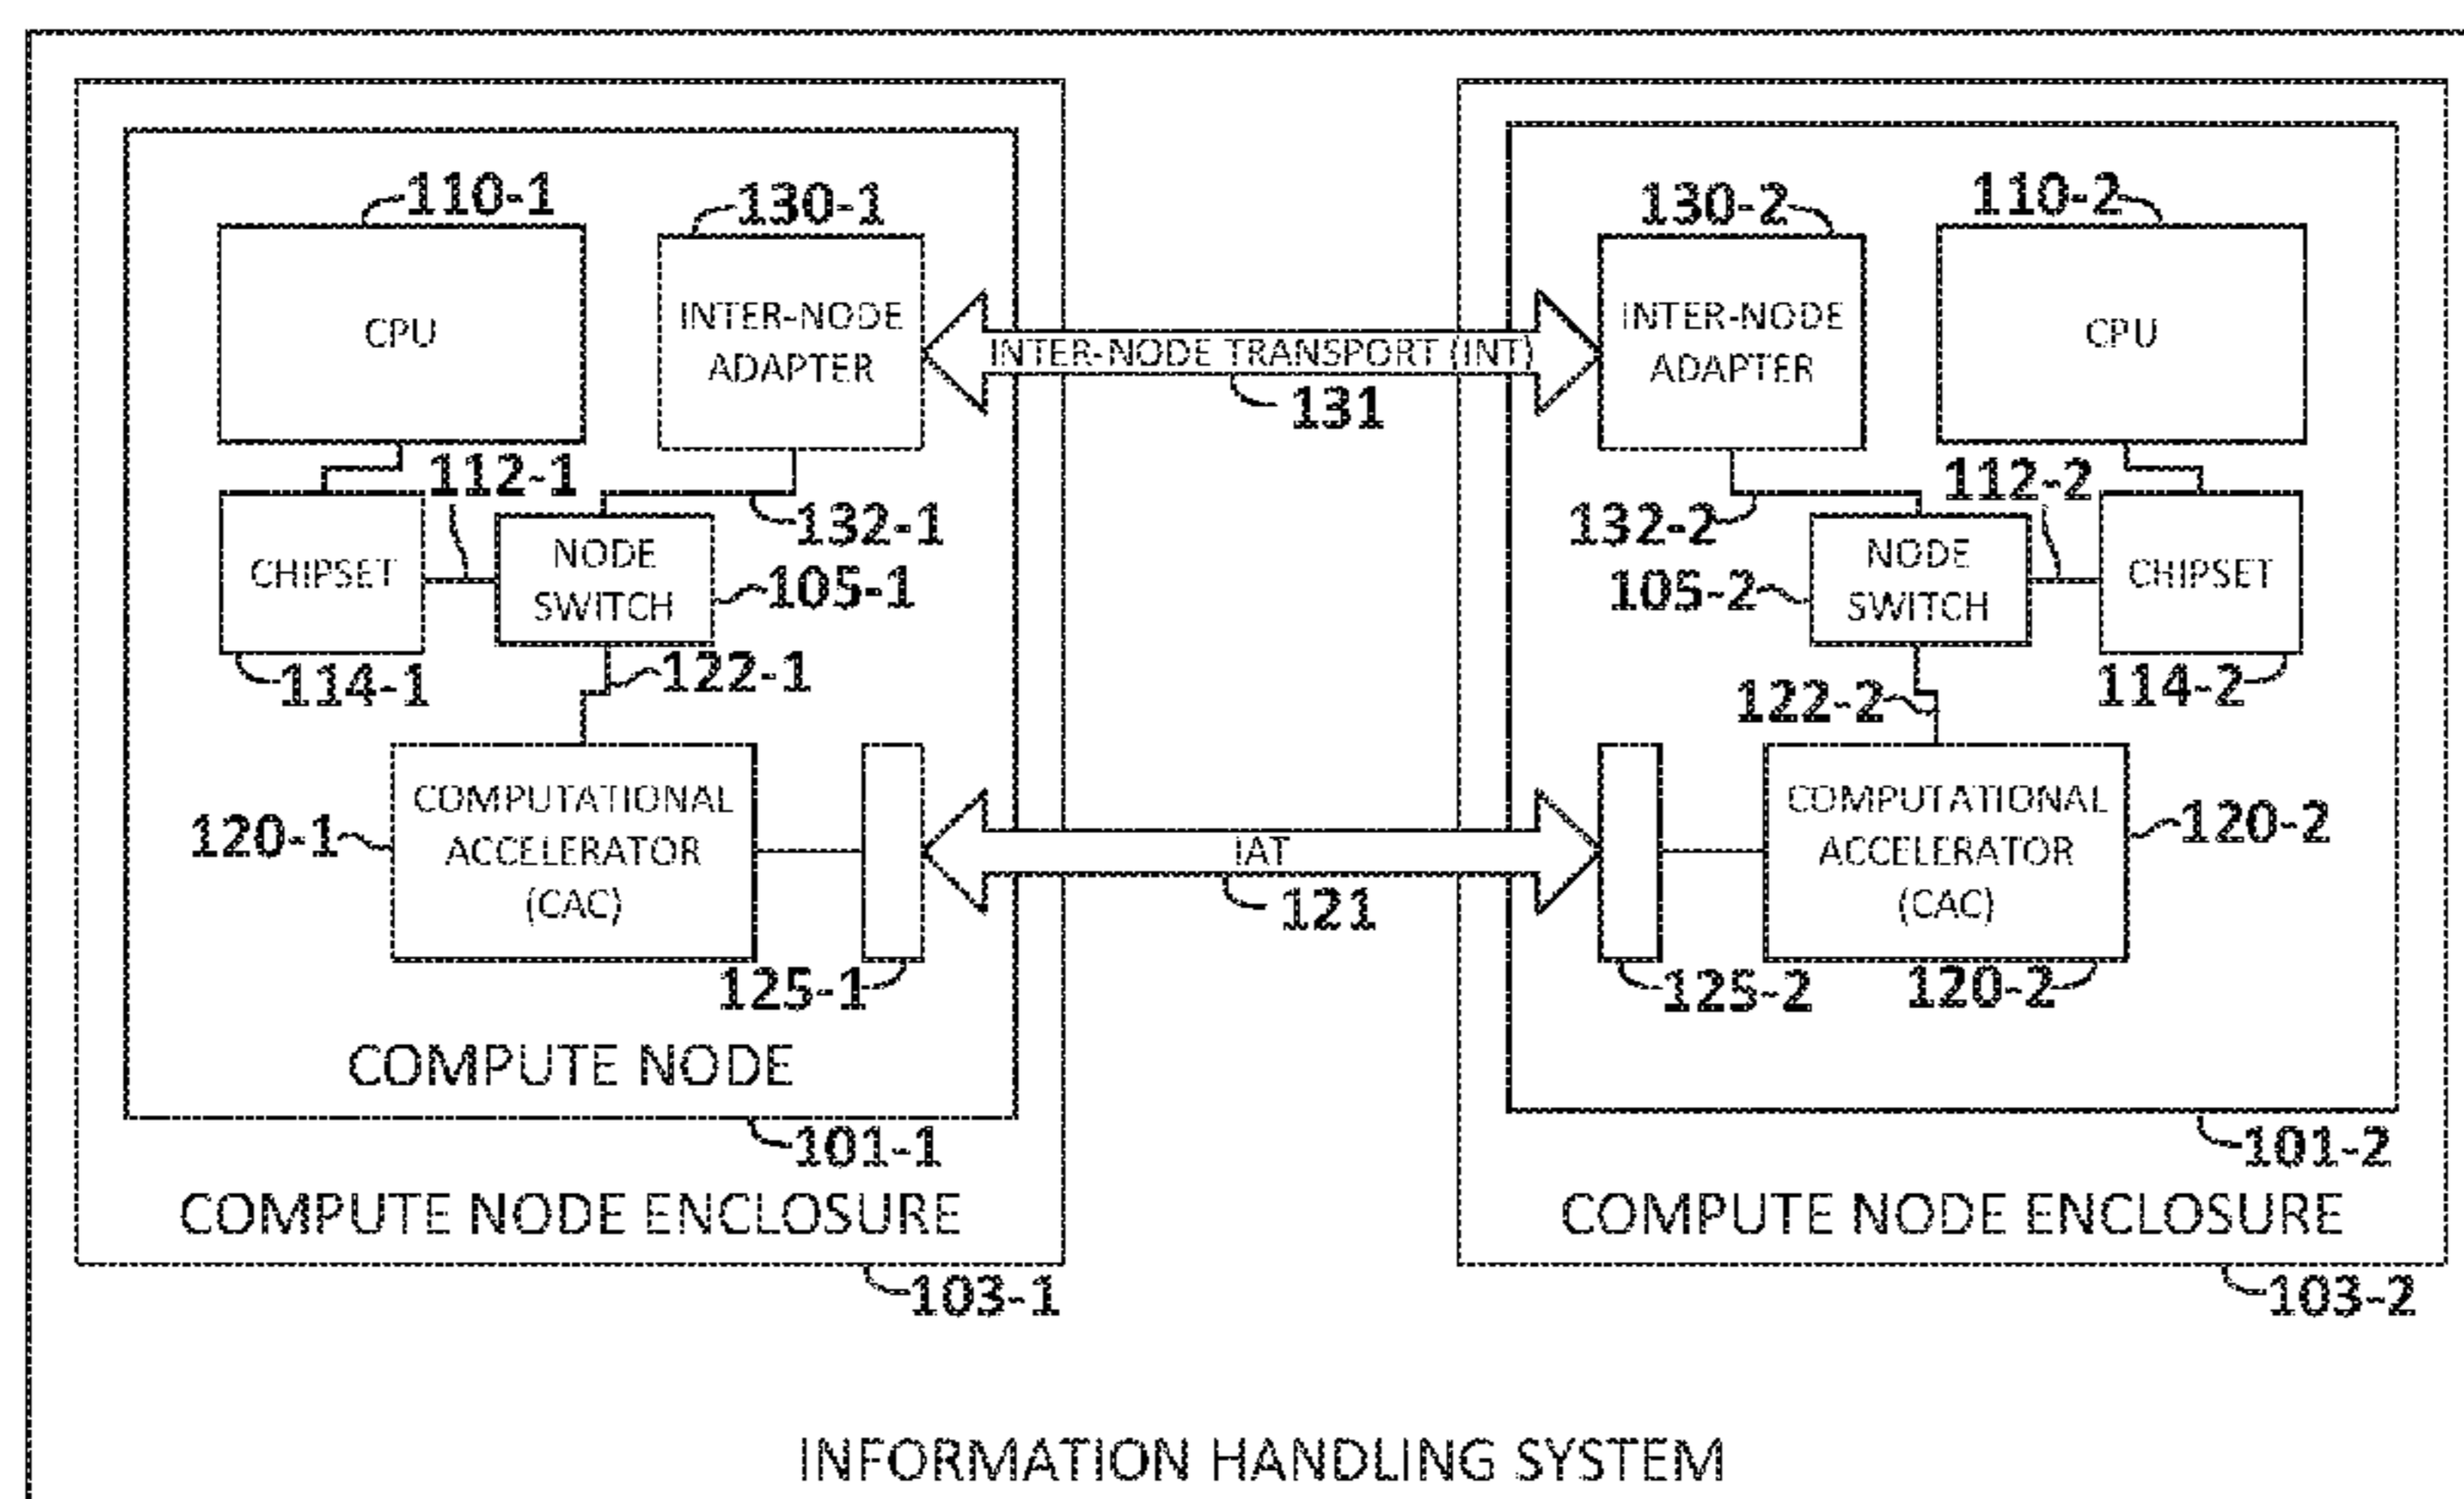 110-1
130-1
130-2
110-2
CPU
INTER-NODE
ADAPTER
INTER-NODE TRANSPORT (INT)
131
INTER-NODE
ADAPTER
CPU
112-1
112-2
132-1
132-2
CHIPSET
NODE
SWITCH
105-1
105-2
NODE
SWITCH
CHIPSET
114-1
122-1
122-2
114-2
120-1
COMPUTATIONAL
ACCELERATOR
(CAC)
IAT
121
COMPUTATIONAL
ACCELERATOR
(CAC)
120-2
125-1
125-2
120-2
COMPUTE NODE
101-1
101-2
COMPUTE NODE ENCLOSURE
COMPUTE NODE ENCLOSURE
103-1
103-2
INFORMATION HANDLING SYSTEM